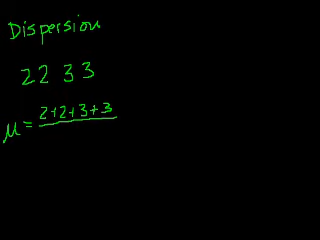 Dispersion
2 2 3 3
μ = 2+2+3+3